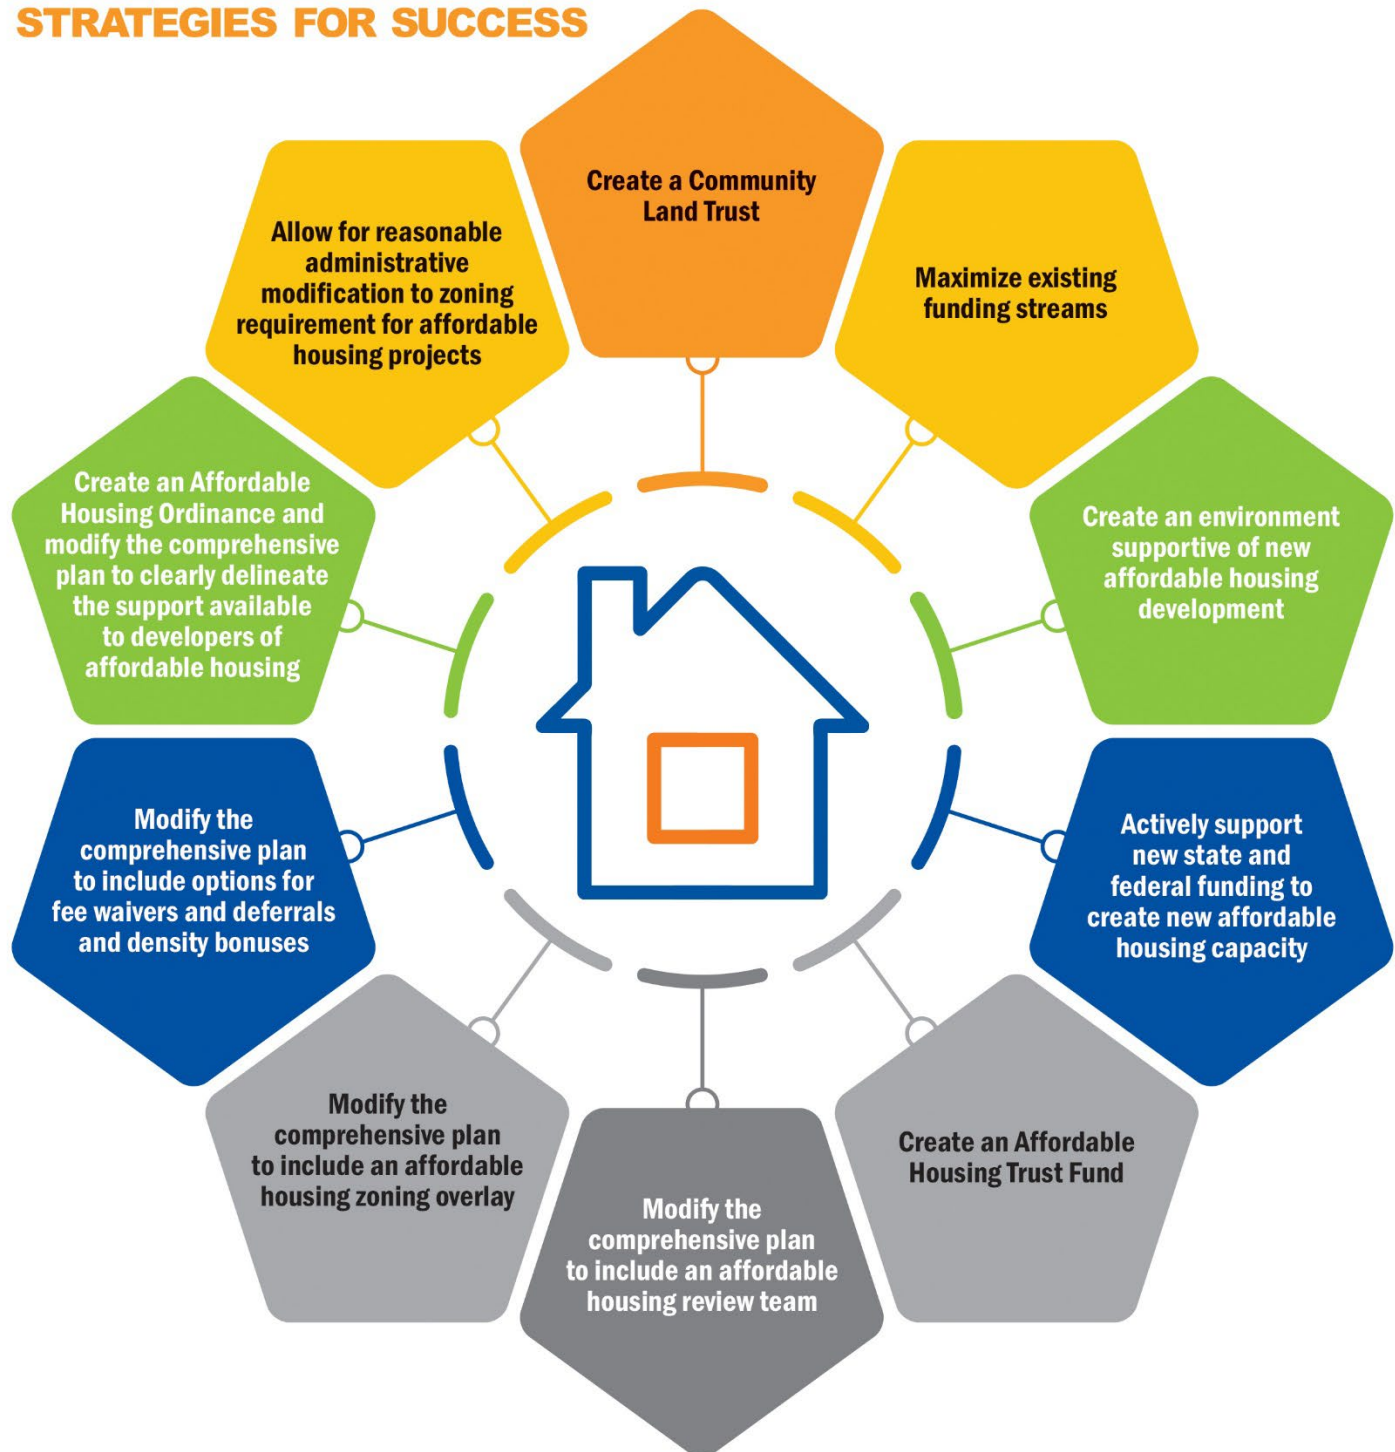 STRATEGIES FOR SUCCESS
Create a Community
Land Trust
Maximize existing
funding streams
Create an environment
supportive of new
affordable housing
development
Actively support
new state and
federal funding to
create new affordable
housing capacity
Create an Affordable
Housing Trust Fund
Modify the
comprehensive plan
to include an affordable
housing review team
Modify the
comprehensive plan
to include an affordable
housing zoning overlay
Modify the
comprehensive plan
to include options for
fee waivers and deferrals
and density bonuses
Create an Affordable
Housing Ordinance and
modify the comprehensive
plan to clearly delineate
the support available
to developers of
affordable housing
Allow for reasonable
administrative
modification to zoning
requirement for affordable
housing projects